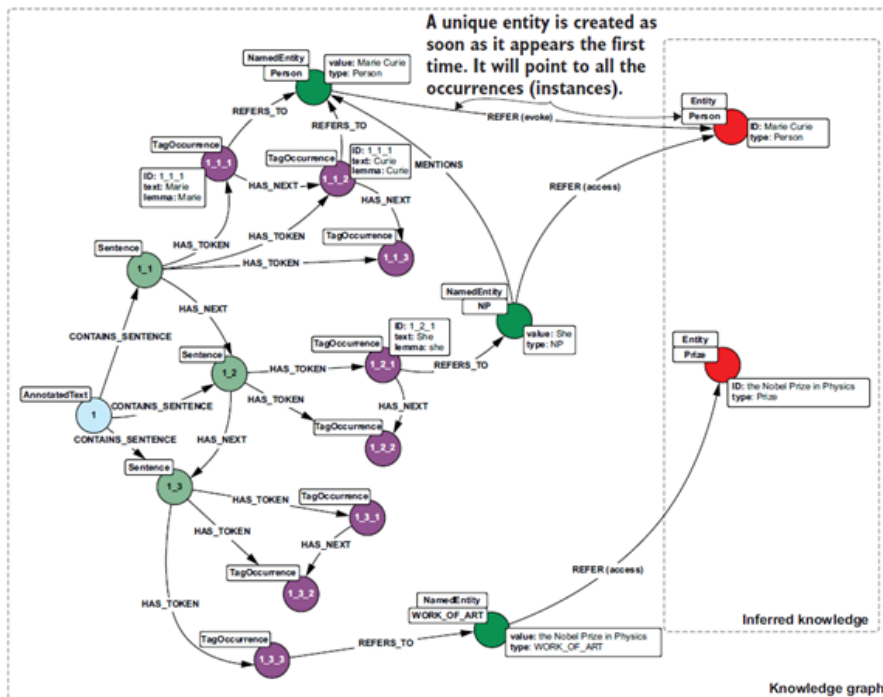 A unique entity is created as
soon as it appears the first
time. It will point to all the
occurrences (instances).
NamedEntity
Person
value: Marie Curie
type: Person
Entity
Person
REFER (evoke)
ID: Marie Curie
type: Person
REFERS_TO
REFERS_TO
MENTIONS
TagOccurrence
1_1_1
ID: 1_1_1
text: Marie
lemma: Marie
HAS_NEXT
TagOccurrence
1_1_2
ID: 1_1_2
text: Curie
lemma: Curie
HAS_NEXT
REFER (access)
HAS_TOKEN
HAS_TOKEN
HAS_TOKEN
TagOccurrence
1_1_3
Sentence
1_1
HAS_NEXT
CONTAINS_SENTENCE
NamedEntity
NP
value: She
type: NP
ID: 1_2_1
text: She
lemma: she
TagOccurrence
1_2_1
REFERS_TO
Sentence
1_2
HAS_TOKEN
HAS_TOKEN
HAS_NEXT
TagOccurrence
1_2_2
Entity
Prize
ID: the Nobel Prize in Physics
type: Prize
AnnotatedText
1
CONTAINS_SENTENCE
CONTAINS_SENTENCE
HAS_NEXT
Sentence
1_3
HAS_TOKEN
TagOccurrence
1_3_1
HAS_TOKEN
HAS_NEXT
TagOccurrence
1_3_2
REFER (access)
HAS_TOKEN
NamedEntity
WORK_OF_ART
value: the Nobel Prize in Physics
type: WORK_OF_ART
TagOccurrence
1_3_3
REFERS_TO
Inferred knowledge
Knowledge graph